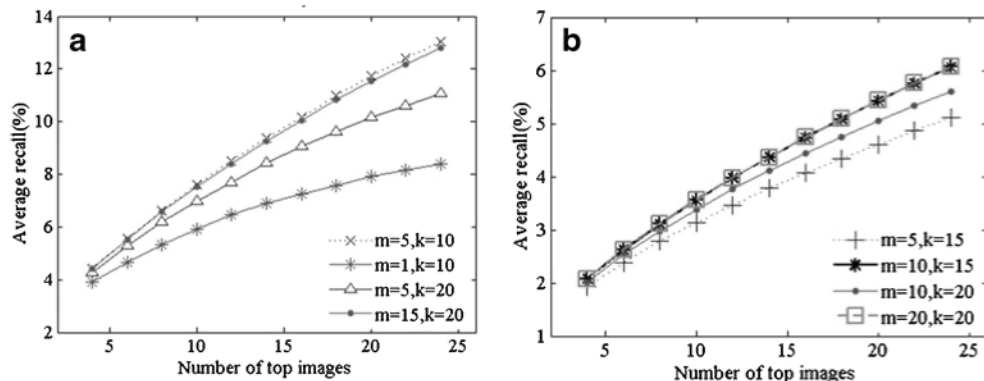 a
14
12
10
8
6
4
2
5 10 15 20 25
Average recall(%)
Number of top images
m=5,k=10
m=1,k=10
m=5,k=20
m=15,k=20
b
7
6
5
4
3
2
1
5 10 15 20 25
Average recall(%)
Number of top images
m=5,k=15
m=10,k=15
m=10,k=20
m=20,k=20